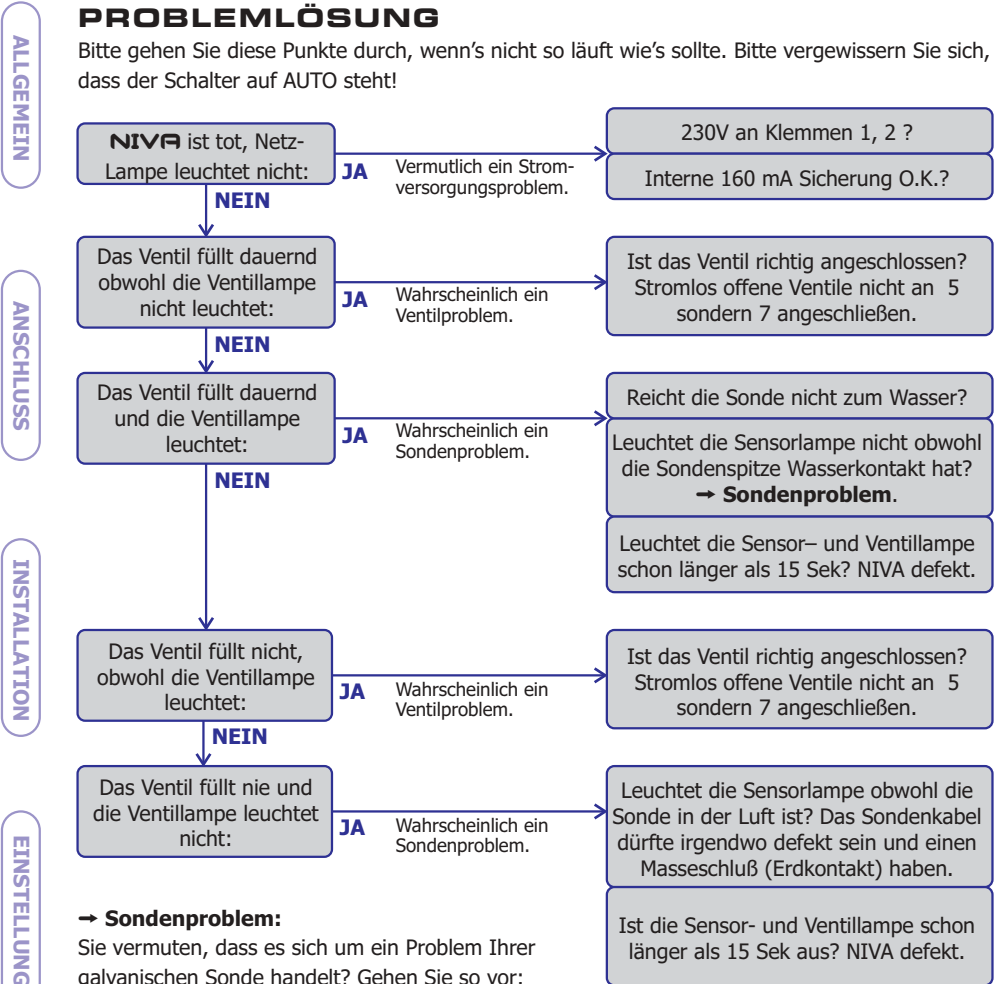 PROBLEMLÖSUNG
Bitte gehen Sie diese Punkte durch, wenn's nicht so läuft wie's sollte. Bitte vergewissern Sie sich,
dass der Schalter auf AUTO steht!
ALLGEMEIN
ANSCHLUSS
INSTALLATION
EINSTELLUNG
NIVA ist tot, Netz-
Lampe leuchtet nicht:
JA
Vermutlich ein Strom-
versorgungsproblem.
230V an Klemmen 1, 2 ?
Interne 160 mA Sicherung O.K.?
NEIN
Das Ventil füllt dauernd
obwohl die Ventillampe
nicht leuchtet:
JA
Wahrscheinlich ein
Ventilproblem.
Ist das Ventil richtig angeschlossen?
Stromlos offene Ventile nicht an 5
sondern 7 angeschließen.
NEIN
Das Ventil füllt dauernd
und die Ventillampe
leuchtet:
JA
Wahrscheinlich ein
Sondenproblem.
Reicht die Sonde nicht zum Wasser?
Leuchtet die Sensorlampe nicht obwohl
die Sondenspitze Wasserkontakt hat?
→ Sondenproblem.
Leuchtet die Sensor– und Ventillampe
schon länger als 15 Sek? NIVA defekt.
NEIN
Das Ventil füllt nicht,
obwohl die Ventillampe
leuchtet:
JA
Wahrscheinlich ein
Ventilproblem.
Ist das Ventil richtig angeschlossen?
Stromlos offene Ventile nicht an 5
sondern 7 angeschließen.
NEIN
Das Ventil füllt nie und
die Ventillampe leuchtet
nicht:
JA
Wahrscheinlich ein
Sondenproblem.
Leuchtet die Sensorlampe obwohl die
Sonde in der Luft ist? Das Sondenkabel
dürfte irgendwo defekt sein und einen
Masseschluß (Erdkontakt) haben.
Ist die Sensor- und Ventillampe schon
länger als 15 Sek aus? NIVA defekt.
→ Sondenproblem:
Sie vermuten, dass es sich um ein Problem Ihrer
galvanischen Sonde handelt? Gehen Sie so vor: